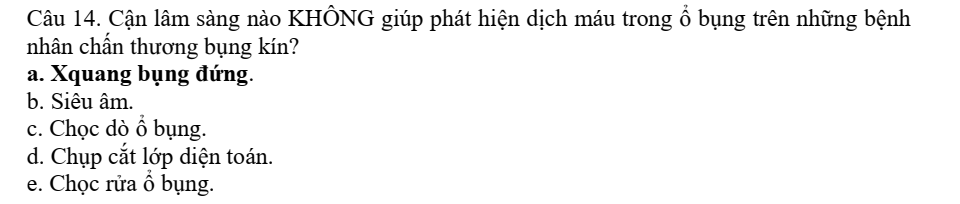 Câu 14. Cận lâm sàng nào KHÔNG giúp phát hiện dịch máu trong ổ bụng trên những bệnh
nhân chấn thương bụng kín?
a. Xquang bụng đứng.
b. Siêu âm.
c. Chọc dò ổ bụng.
d. Chụp cắt lớp diện toán.
e. Chọc rửa ổ bụng.